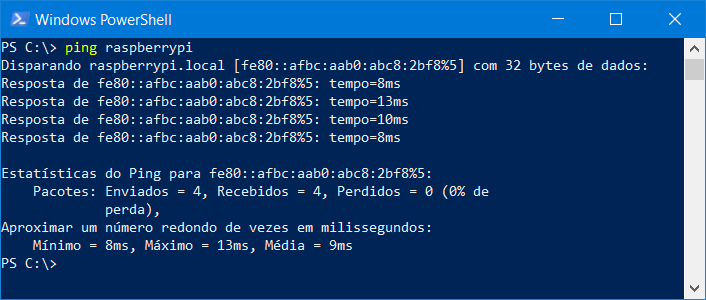 Windows PowerShell
PS C:\> ping raspberrypi
Disparando raspberrypi.local [fe80::afbc:aab0:abc8:2bf8%5] com 32 bytes de dados:
Resposta de fe80::afbc:aab0:abc8:2bf8%5: tempo=8ms
Resposta de fe80::afbc:aab0:abc8:2bf8%5: tempo=13ms
Resposta de fe80::afbc:aab0:abc8:2bf8%5: tempo=10ms
Resposta de fe80::afbc:aab0:abc8:2bf8%5: tempo=8ms
Estatísticas do Ping para fe80::afbc:aab0:abc8:2bf8%5:
    Pacotes: Enviados = 4, Recebidos = 4, Perdidos = 0 (0% de
             perda),
Aproximar um número redondo de vezes em milissegundos:
    Mínimo = 8ms, Máximo = 13ms, Média = 9ms
PS C:\>